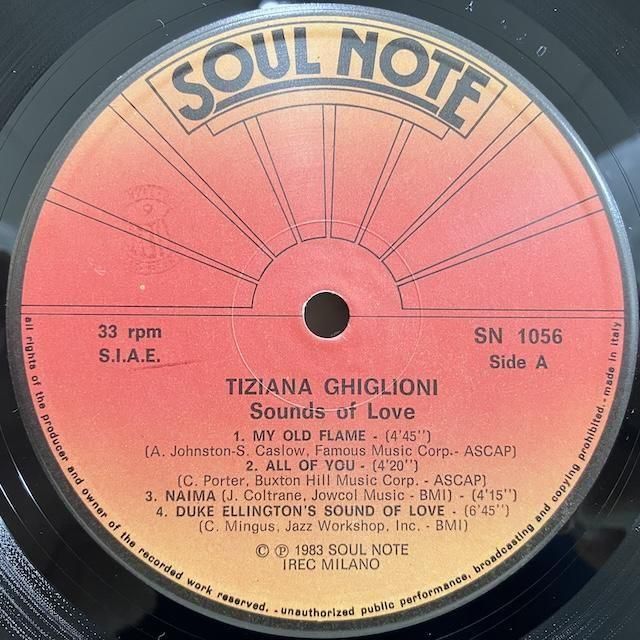 SOUL NOTE
33 rpm
S.I.A.E.
SN 1056
Side A
TIZIANA GHIGLIONI
Sounds of Love
1. MY OLD FLAME - (4'45'')
(A. Johnston-S. Caslow, Famous Music Corp.- ASCAP)
2. ALL OF YOU - (4'20'')
(C. Porter, Buxton Hill Music Corp. - ASCAP)
3. NAIMA (J. Coltrane, Jowcol Music - BMI) - (4'15'')
4. DUKE ELLINGTON'S SOUND OF LOVE - (6'45'')
(C. Mingus, Jazz Workshop, Inc. - BMI)
© ℗ 1983 SOUL NOTE
IREC MILANO
all rights of the producer and owner of the recorded work reserved. - unauthorized public performance, broadcasting and copying prohibited. - made in italy